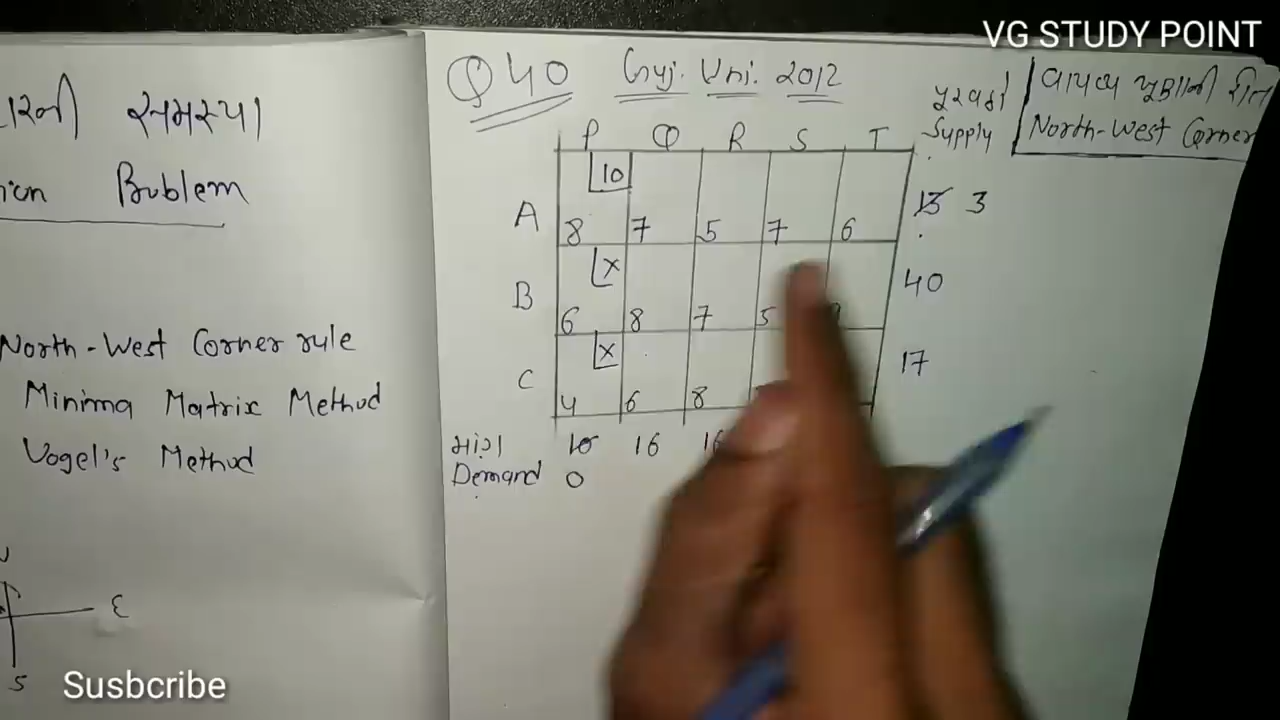 VG STUDY POINT
સમસ્યા
Problem
North-West Corner rule
Minima Matrix Method
Vogel's Method
E
S
Susbcribe
Q 40 Guj. Uni. 2012
પુરવઠો
Supply
વાયવ્ય ખૂણાની રીત
North-West Corner
P Q R S T
10
A 8 7 5 7 6 13 3
x
B 6 8 7 5 40
x
C 4 6 8 17
માંગ 10 16 16
Demand 0